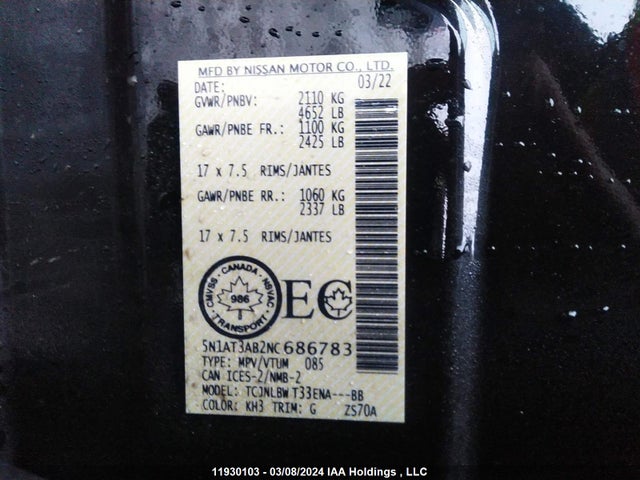 MFD BY NISSAN MOTOR CO., LTD.
DATE: 03/22
GVWR/PNBV: 2110 KG
4652 LB
GAWR/PNBE FR.: 1100 KG
2425 LB
17 x 7.5 RIMS/JANTES
GAWR/PNBE RR.: 1060 KG
2337 LB
17 x 7.5 RIMS/JANTES
CMVSS - CANADA - NSVAC
986
TRANSPORT
EC
5N1AT3AB2NC686783
TYPE: MPV/VTUM 085
CAN ICES-2/NMB-2
MODEL: TCJNLBW T33ENA---BB
COLOR: KH3 TRIM: G ZS70A
11930103 - 03/08/2024 IAA Holdings , LLC